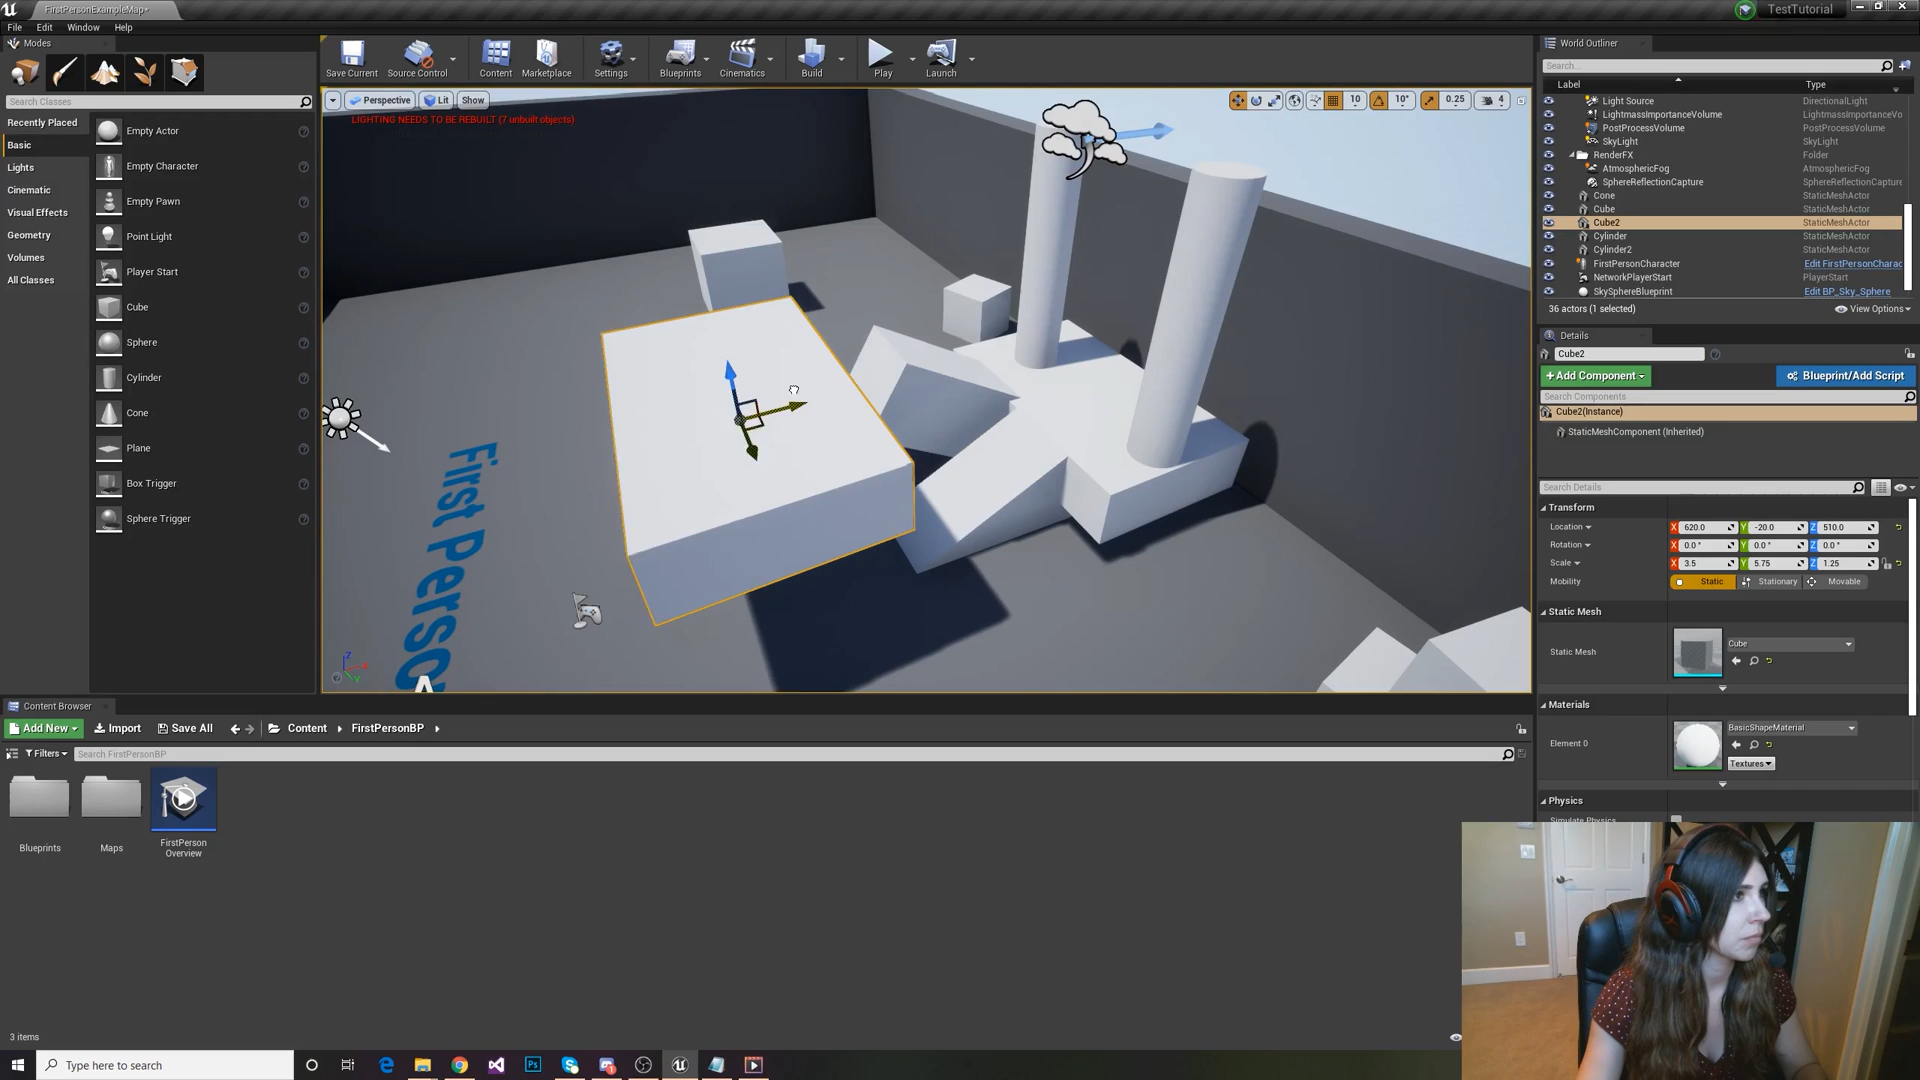 FirstPersonExampleMap*
TestTutorial
File Edit Window Help
Modes
Search Classes
Recently Placed
Basic
Lights
Cinematic
Visual Effects
Geometry
Volumes
All Classes
Empty Actor
Empty Character
Empty Pawn
Point Light
Player Start
Cube
Sphere
Cylinder
Cone
Plane
Box Trigger
Sphere Trigger
Save Current Source Control Content Marketplace Settings Blueprints Cinematics Build Play Launch
Perspective Lit Show
10 10° 0.25 4
LIGHTING NEEDS TO BE REBUILT (7 unbuilt objects)
First Perso
World Outliner
Search...
Label Type
Light Source DirectionalLight
LightmassImportanceVolume LightmassImportanceVo
PostProcessVolume PostProcessVolume
SkyLight SkyLight
RenderFX Folder
AtmosphericFog AtmosphericFog
SphereReflectionCapture SphereReflectionCapture
Cone StaticMeshActor
Cube StaticMeshActor
Cube2 StaticMeshActor
Cylinder StaticMeshActor
Cylinder2 StaticMeshActor
FirstPersonCharacter Edit FirstPersonCharac
NetworkPlayerStart PlayerStart
SkySphereBlueprint Edit BP_Sky_Sphere
36 actors (1 selected) View Options
Details
Cube2
+Add Component Blueprint/Add Script
Search Components
Cube2(Instance)
StaticMeshComponent (Inherited)
Search Details
Transform
Location X 620.0 Y -20.0 Z 510.0
Rotation X 0.0° Y 0.0° Z 0.0°
Scale X 3.5 Y 5.75 Z 1.25
Mobility Static Stationary Movable
Static Mesh
Static Mesh Cube
Materials
Element 0 BasicShapeMaterial
Textures
Physics
Simulate Physics
Content Browser
Add New Import Save All Content FirstPersonBP
Filters Search FirstPersonBP
Blueprints
Maps
FirstPerson
Overview
3 items
Type here to search